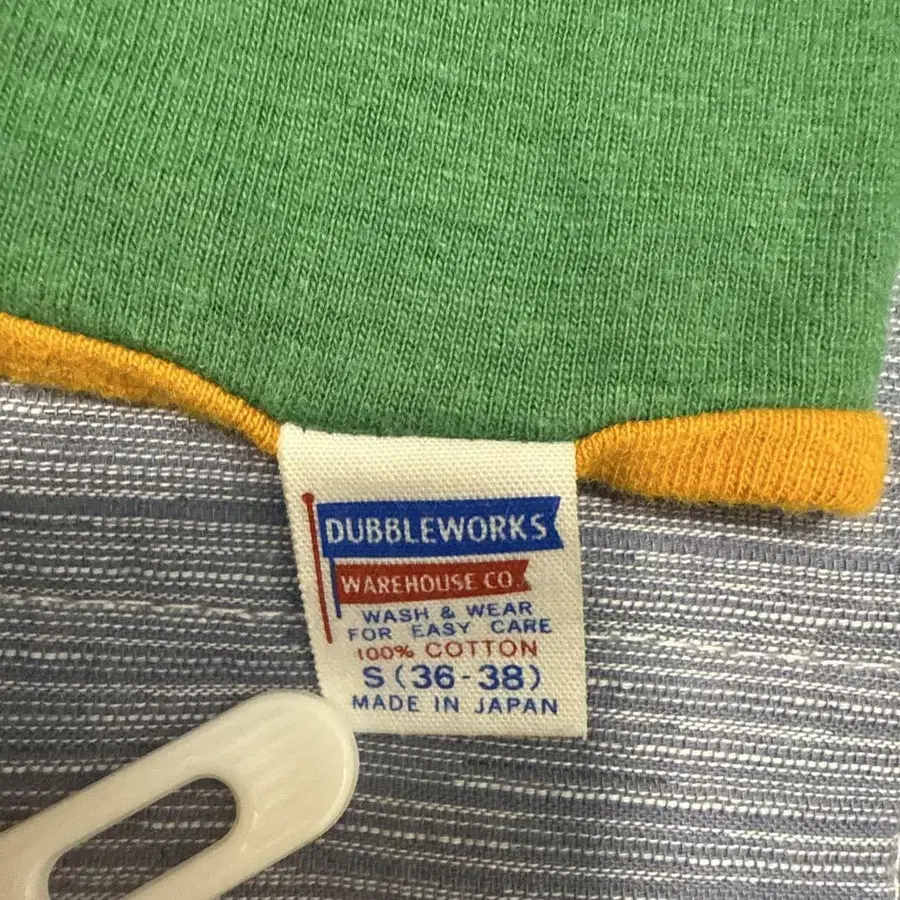 DUBBLEWORKS
WAREHOUSE CO.
WASH & WEAR
FOR EASY CARE
100% COTTON
S (36-38)
MADE IN JAPAN